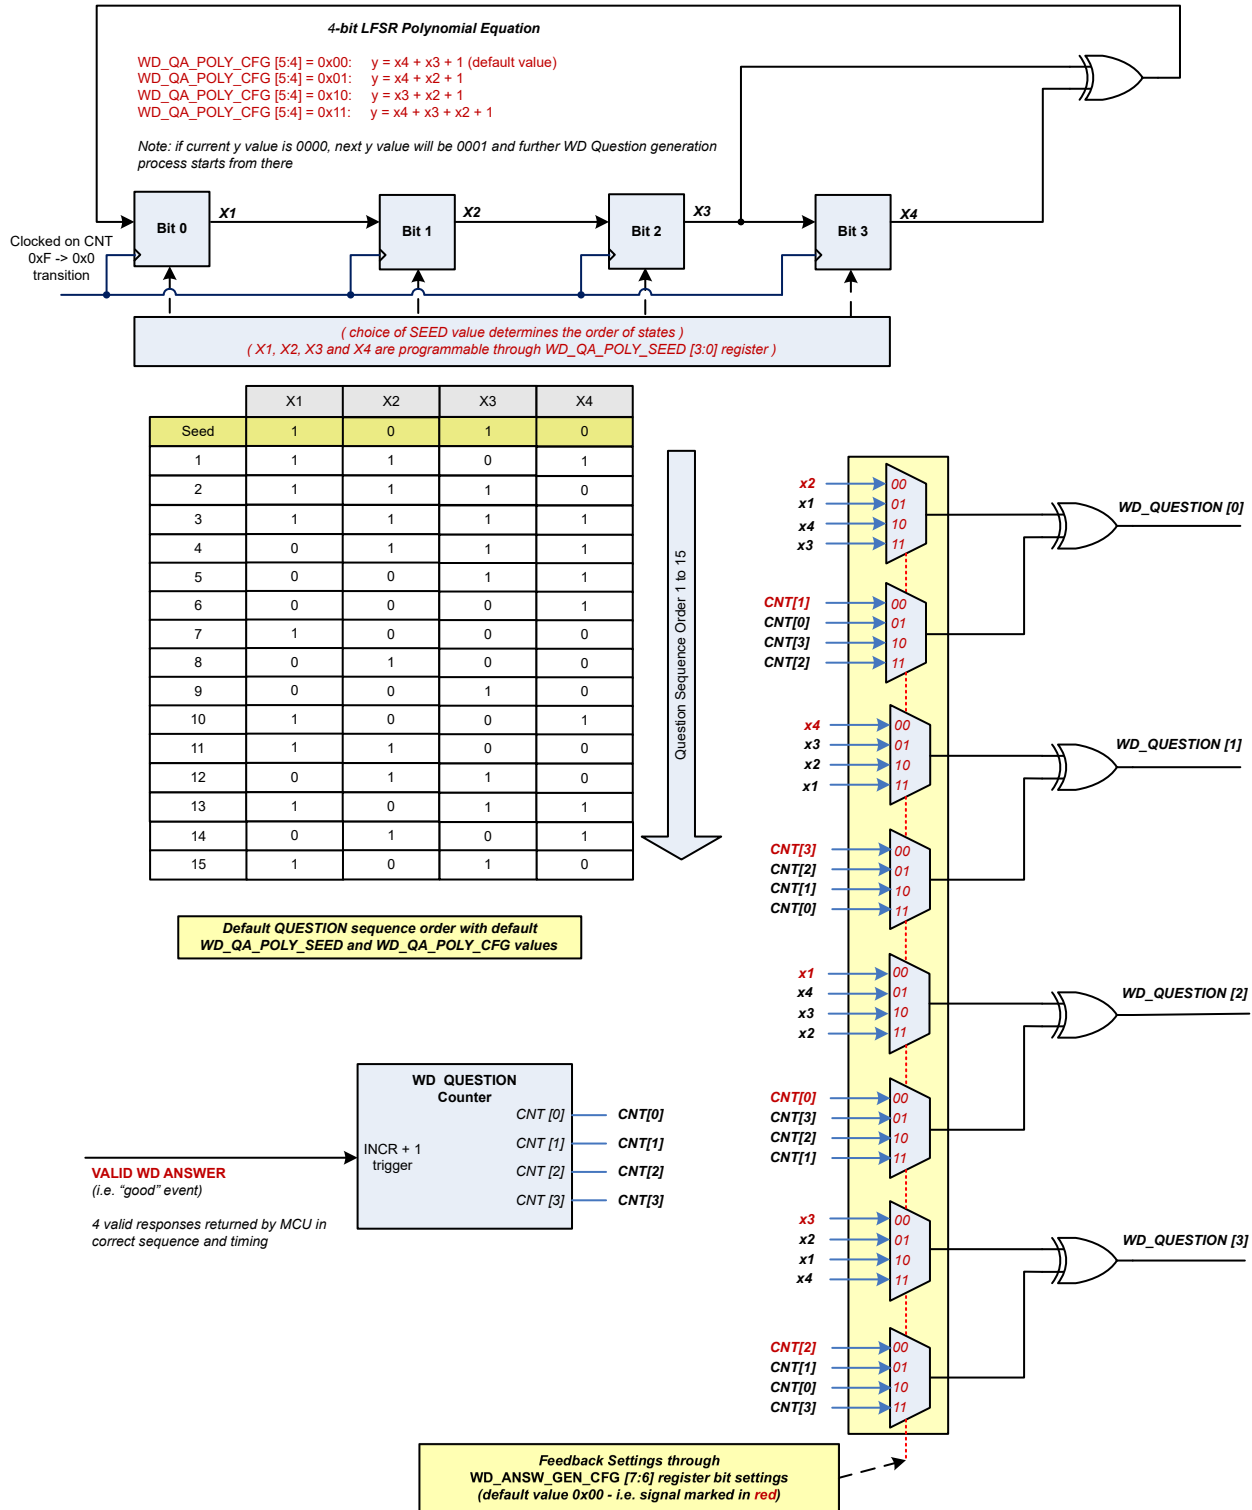 4-bit LFSR Polynomial Equation
WD_QA_POLY_CFG [5:4] = 0x00: y = x4 + x3 + 1 (default value)
WD_QA_POLY_CFG [5:4] = 0x01: y = x4 + x2 + 1
WD_QA_POLY_CFG [5:4] = 0x10: y = x3 + x2 + 1
WD_QA_POLY_CFG [5:4] = 0x11: y = x4 + x3 + x2 + 1
Note: if current y value is 0000, next y value will be 0001 and further WD Question generation
process starts from there
Bit 0
X1
Bit 1
X2
Bit 2
X3
Bit 3
X4
Clocked on CNT
0xF -> 0x0
transition
( choice of SEED value determines the order of states )
( X1, X2, X3 and X4 are programmable through WD_QA_POLY_SEED [3:0] register )
X1 X2 X3 X4
Seed 1 0 1 0
1 1 1 0 1
2 1 1 1 0
3 1 1 1 1
4 0 1 1 1
5 0 0 1 1
6 0 0 0 1
7 1 0 0 0
8 0 1 0 0
9 0 0 1 0
10 1 0 0 1
11 1 1 0 0
12 0 1 1 0
13 1 0 1 1
14 0 1 0 1
15 1 0 1 0
Question Sequence Order 1 to 15
Default QUESTION sequence order with default
WD_QA_POLY_SEED and WD_QA_POLY_CFG values
WD QUESTION
Counter
INCR + 1
trigger
CNT [0] CNT[0]
CNT [1] CNT[1]
CNT [2] CNT[2]
CNT [3] CNT[3]
VALID WD ANSWER
(i.e. “good” event)
4 valid responses returned by MCU in
correct sequence and timing
x2 00
x1 01
x4 10
x3 11
WD_QUESTION [0]
CNT[1] 00
CNT[0] 01
CNT[3] 10
CNT[2] 11
x4 00
x3 01
x2 10
x1 11
WD_QUESTION [1]
CNT[3] 00
CNT[2] 01
CNT[1] 10
CNT[0] 11
x1 00
x4 01
x3 10
x2 11
WD_QUESTION [2]
CNT[0] 00
CNT[3] 01
CNT[2] 10
CNT[1] 11
x3 00
x2 01
x1 10
x4 11
WD_QUESTION [3]
CNT[2] 00
CNT[1] 01
CNT[0] 10
CNT[3] 11
Feedback Settings through
WD_ANSW_GEN_CFG [7:6] register bit settings
(default value 0x00 - i.e. signal marked in red)